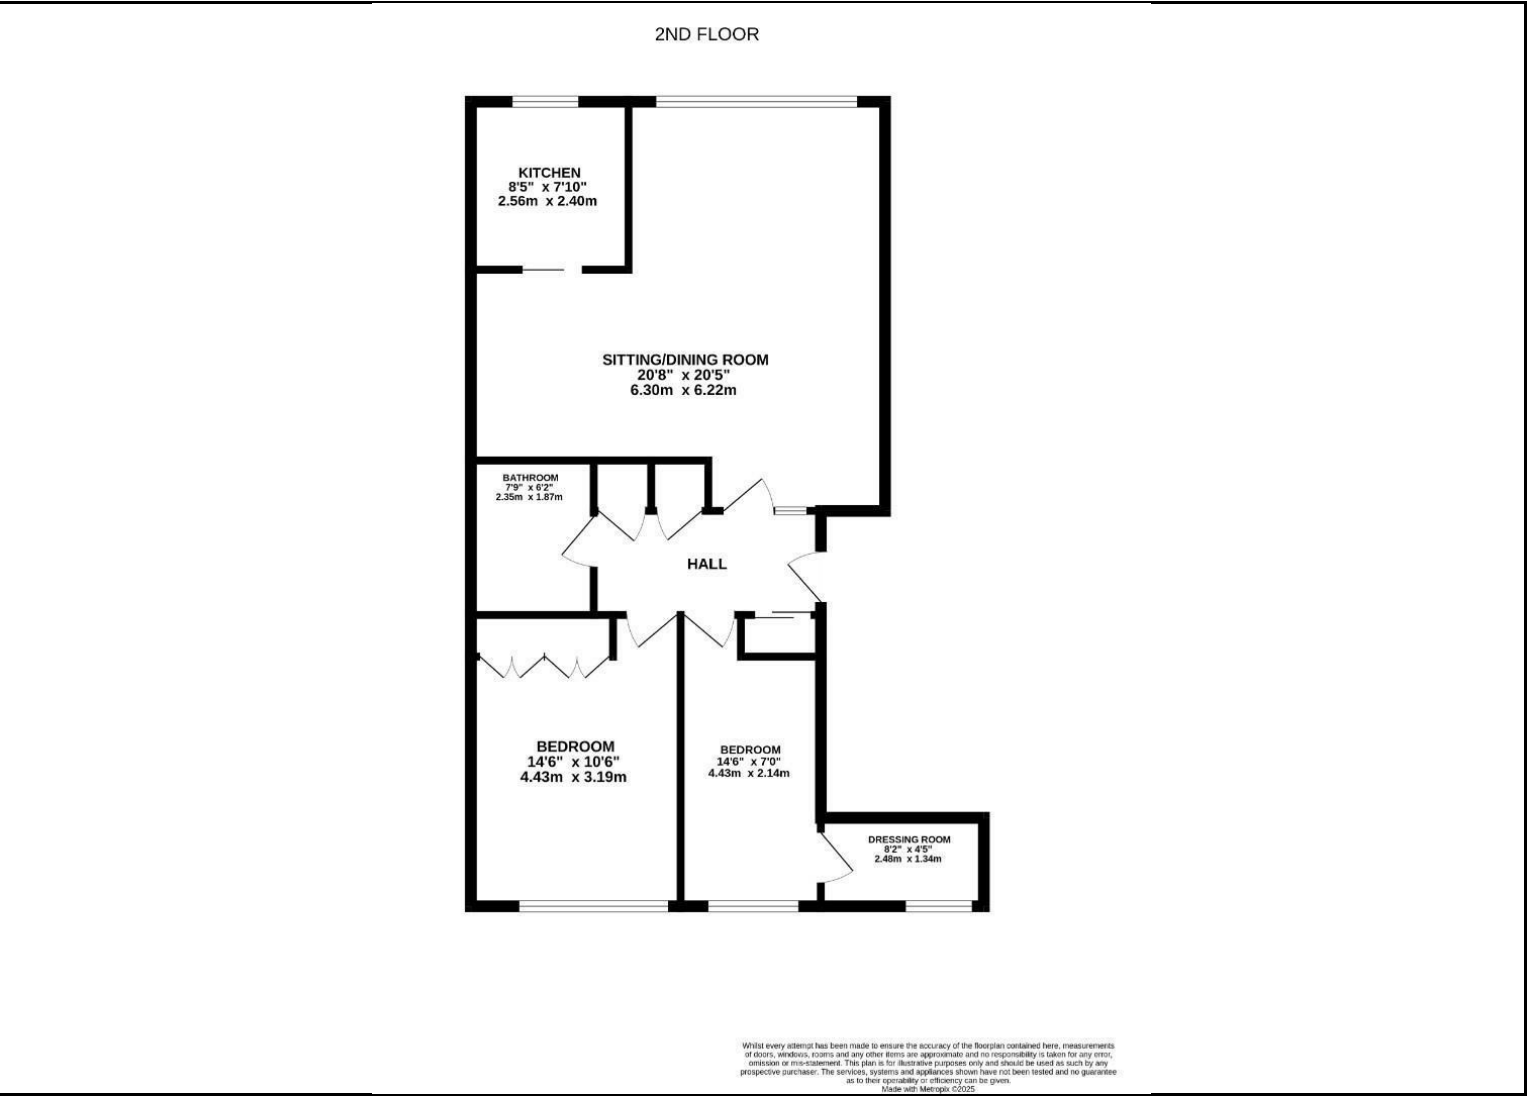 2ND FLOOR
KITCHEN
8'5" x 7'10"
2.56m x 2.40m
SITTING/DINING ROOM
20'8" x 20'5"
6.30m x 6.22m
BATHROOM
7'9" x 6'2"
2.35m x 1.87m
HALL
BEDROOM
14'6" x 10'6"
4.43m x 3.19m
BEDROOM
14'6" x 7'0"
4.43m x 2.14m
DRESSING ROOM
8'2" x 4'5"
2.48m x 1.34m
Whilst every attempt has been made to ensure the accuracy of the floorplan contained here, measurements
of doors, windows, rooms and any other items are approximate and no responsibility is taken for any error,
omission or mis-statement. This plan is for illustrative purposes only and should be used as such by any
prospective purchaser. The services, systems and appliances shown have not been tested and no guarantee
as to their operability or efficiency can be given.
Made with Metropix ©2025